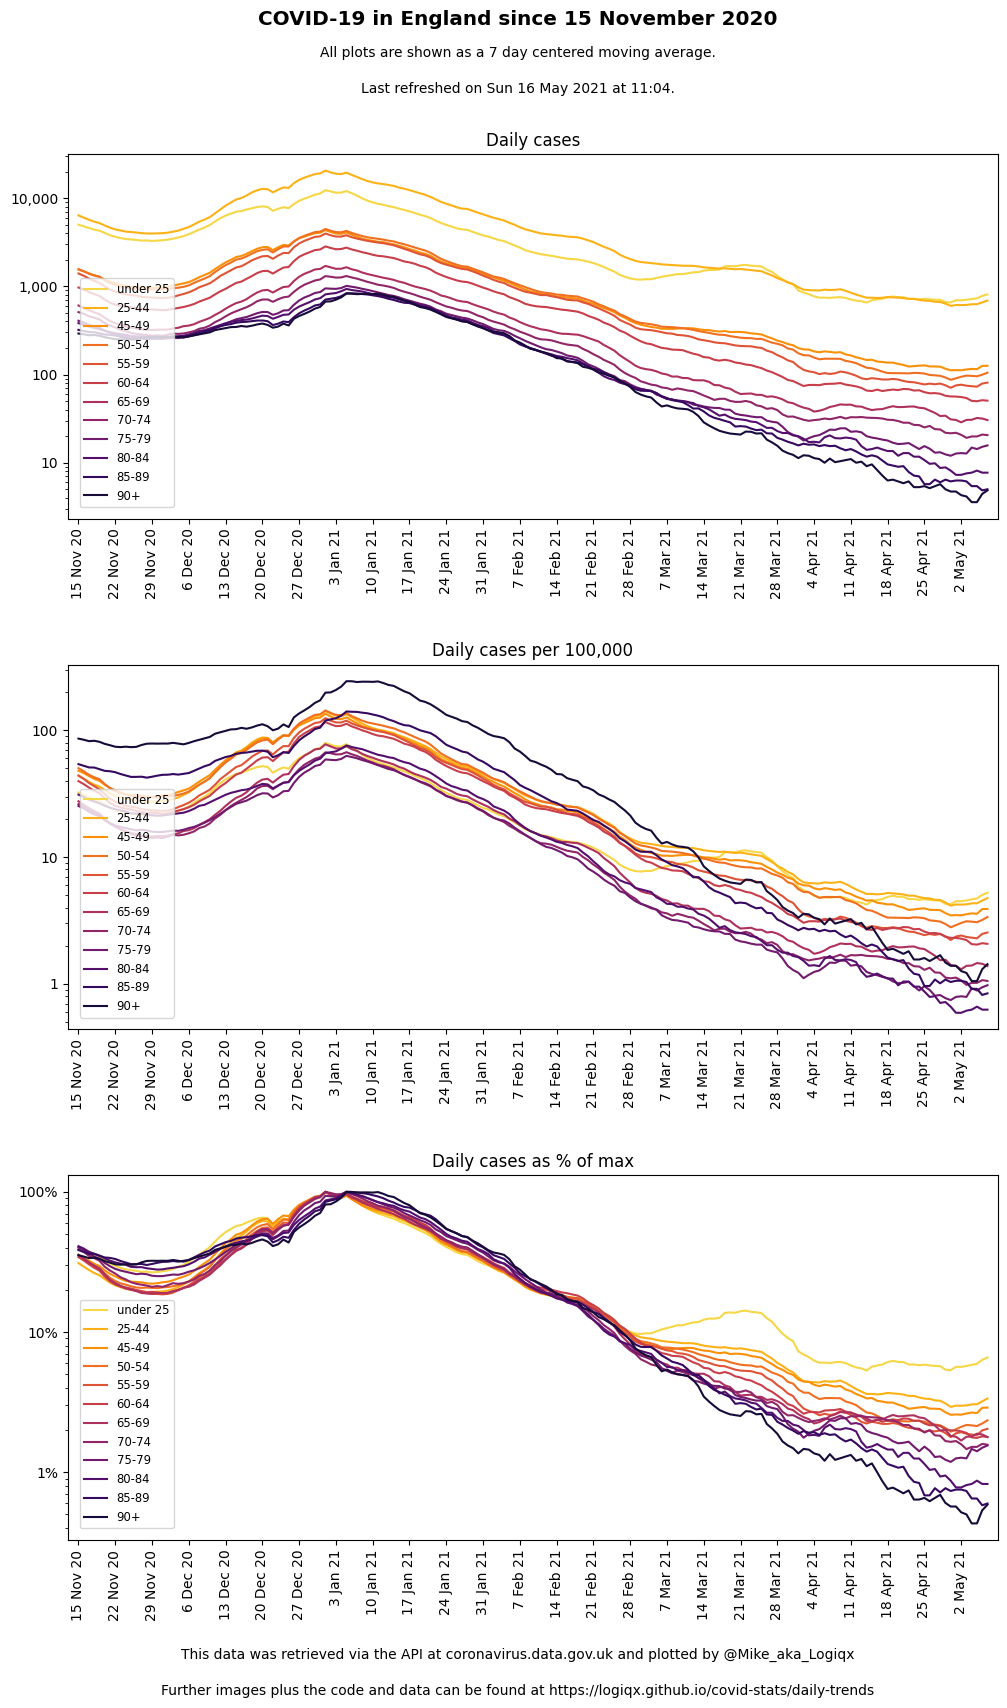 COVID-19 in England since 15 November 2020
All plots are shown as a 7 day centered moving average.
Last refreshed on Sun 16 May 2021 at 11:04.
Daily cases
10,000
1,000
100
10
under 25
25-44
45-49
50-54
55-59
60-64
65-69
70-74
75-79
80-84
85-89
90+
15 Nov 20
22 Nov 20
29 Nov 20
6 Dec 20
13 Dec 20
20 Dec 20
27 Dec 20
3 Jan 21
10 Jan 21
17 Jan 21
24 Jan 21
31 Jan 21
7 Feb 21
14 Feb 21
21 Feb 21
28 Feb 21
7 Mar 21
14 Mar 21
21 Mar 21
28 Mar 21
4 Apr 21
11 Apr 21
18 Apr 21
25 Apr 21
2 May 21
Daily cases per 100,000
100
10
1
under 25
25-44
45-49
50-54
55-59
60-64
65-69
70-74
75-79
80-84
85-89
90+
15 Nov 20
22 Nov 20
29 Nov 20
6 Dec 20
13 Dec 20
20 Dec 20
27 Dec 20
3 Jan 21
10 Jan 21
17 Jan 21
24 Jan 21
31 Jan 21
7 Feb 21
14 Feb 21
21 Feb 21
28 Feb 21
7 Mar 21
14 Mar 21
21 Mar 21
28 Mar 21
4 Apr 21
11 Apr 21
18 Apr 21
25 Apr 21
2 May 21
Daily cases as % of max
100%
10%
1%
under 25
25-44
45-49
50-54
55-59
60-64
65-69
70-74
75-79
80-84
85-89
90+
15 Nov 20
22 Nov 20
29 Nov 20
6 Dec 20
13 Dec 20
20 Dec 20
27 Dec 20
3 Jan 21
10 Jan 21
17 Jan 21
24 Jan 21
31 Jan 21
7 Feb 21
14 Feb 21
21 Feb 21
28 Feb 21
7 Mar 21
14 Mar 21
21 Mar 21
28 Mar 21
4 Apr 21
11 Apr 21
18 Apr 21
25 Apr 21
2 May 21
This data was retrieved via the API at coronavirus.data.gov.uk and plotted by @Mike_aka_Logiqx
Further images plus the code and data can be found at https://logiqx.github.io/covid-stats/daily-trends